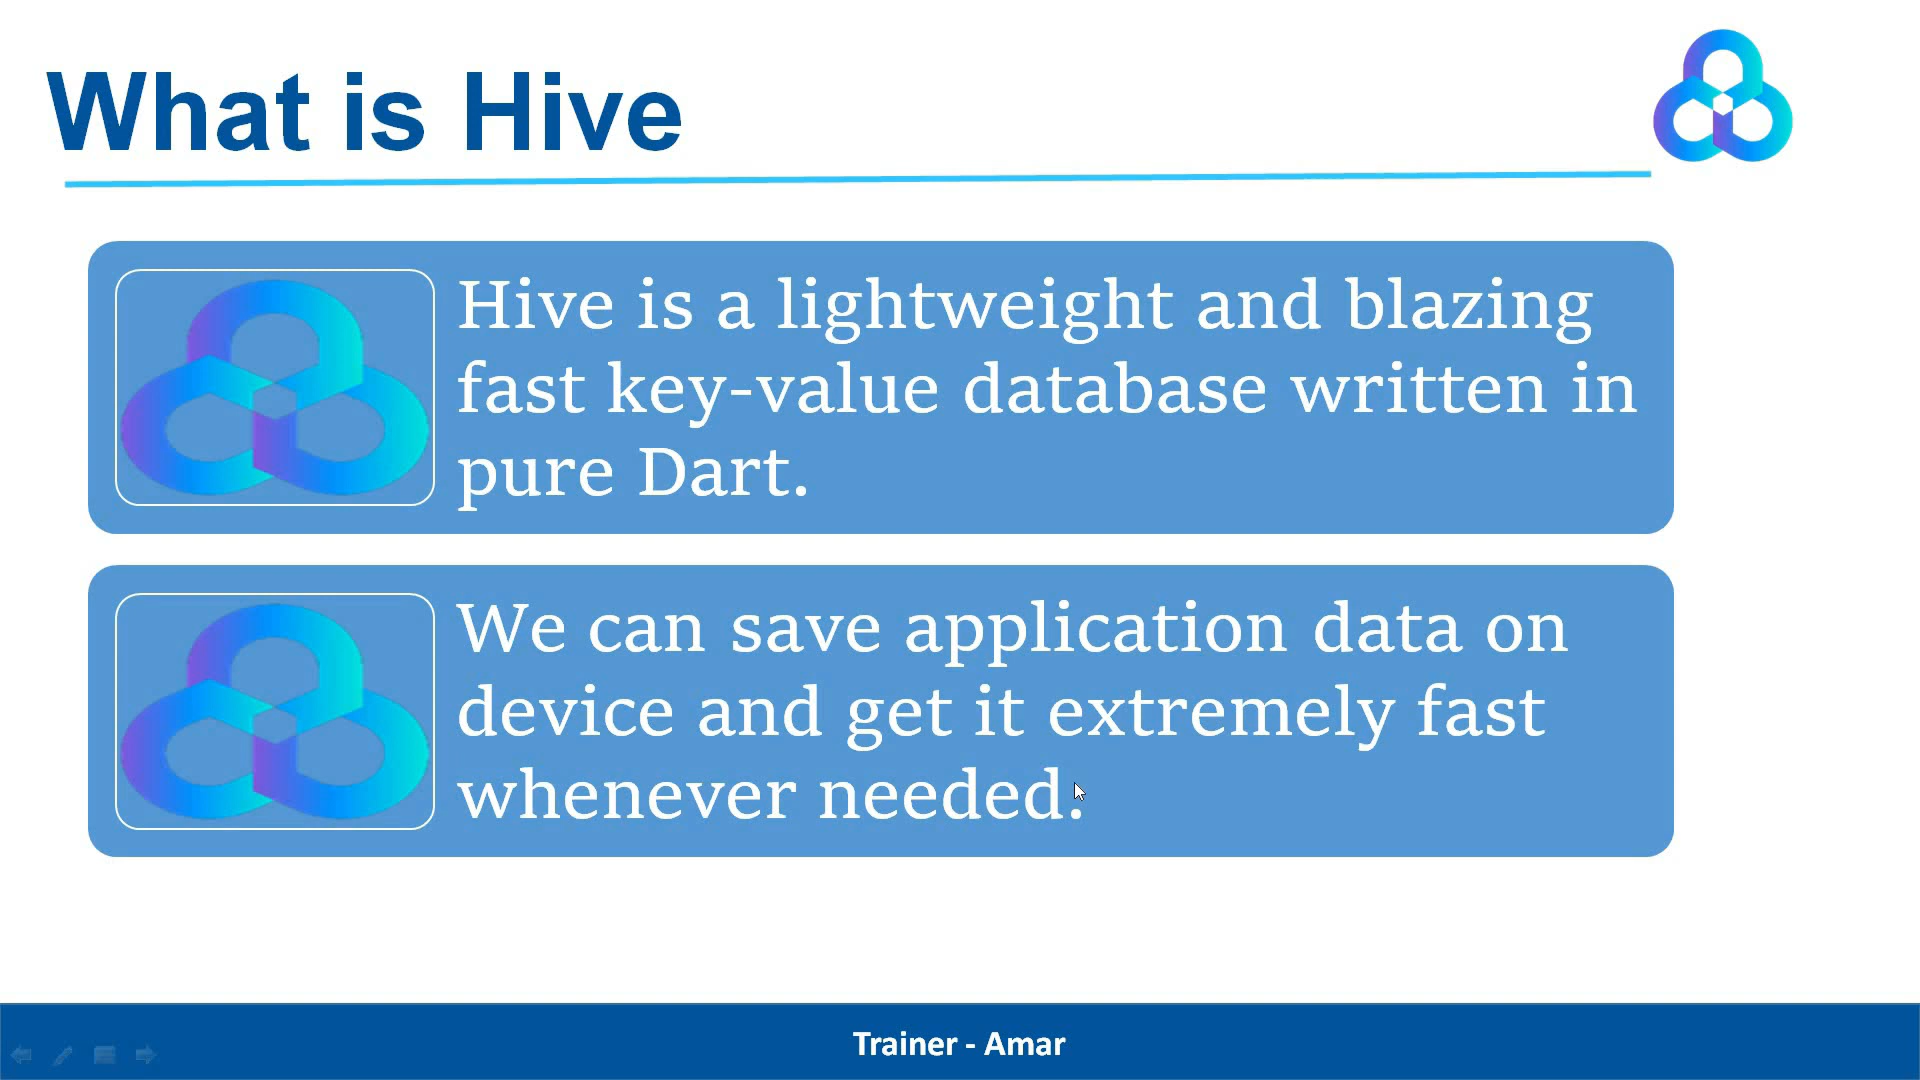 What is Hive
Hive is a lightweight and blazing
fast key-value database written in
pure Dart.
We can save application data on
device and get it extremely fast
whenever needed.
Trainer - Amar